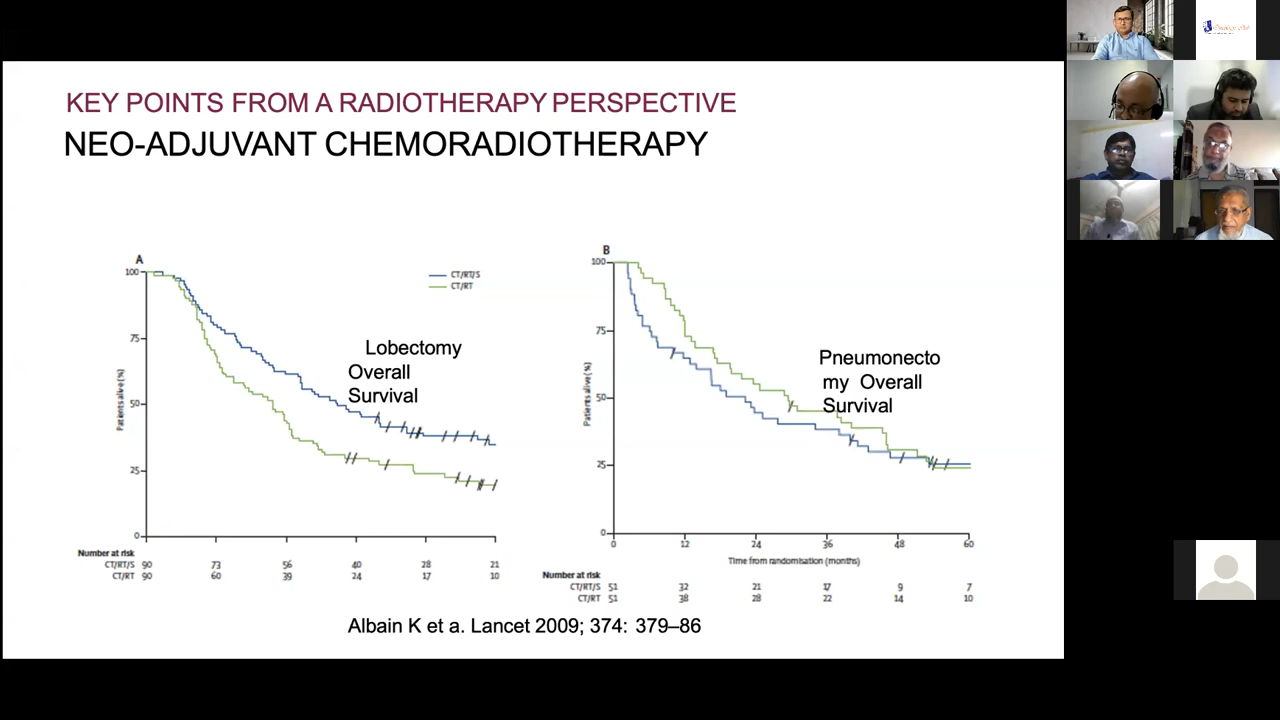 KEY POINTS FROM A RADIOTHERAPY PERSPECTIVE
NEO-ADJUVANT CHEMORADIOTHERAPY
A
CT/RT/S
CT/RT
100
75
50
25
0
Patients alive (%)
Lobectomy
Overall
Survival
Number at risk
CT/RT/S 90 73 56 40 28 21
CT/RT 90 60 39 24 17 10
B
100
75
50
25
0
Patients alive (%)
Pneumonecto
my Overall
Survival
0 12 24 36 48 60
Time from randomisation (months)
Number at risk
CT/RT/S 51 32 21 17 9 7
CT/RT 51 38 28 22 14 10
Albain K et a. Lancet 2009; 374: 379–86